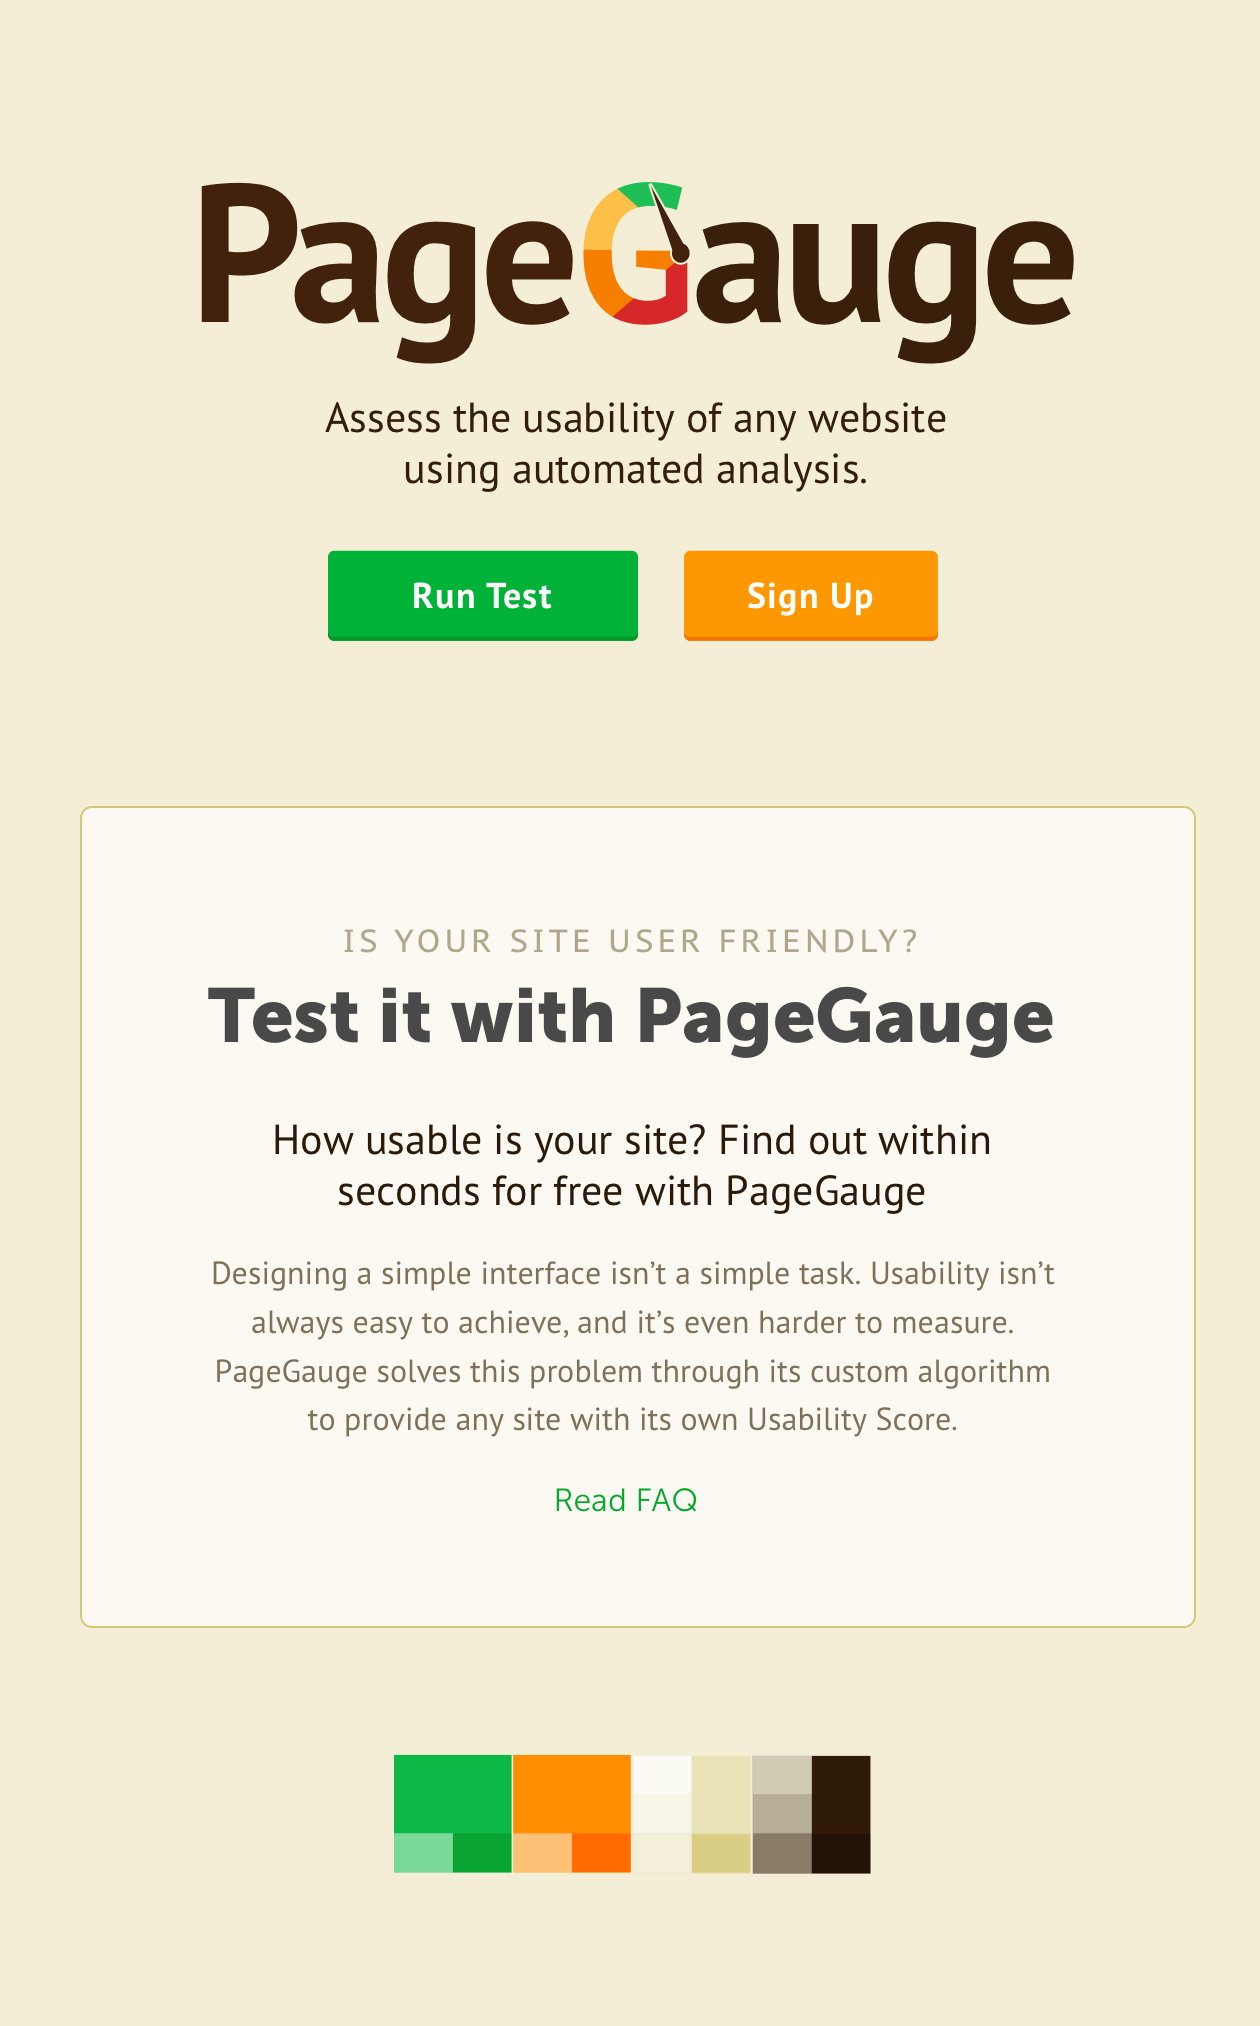 PageGauge
Assess the usability of any website
using automated analysis.
Run Test
Sign Up
IS YOUR SITE USER FRIENDLY?
Test it with PageGauge
How usable is your site? Find out within
seconds for free with PageGauge
Designing a simple interface isn’t a simple task. Usability isn’t
always easy to achieve, and it’s even harder to measure.
PageGauge solves this problem through its custom algorithm
to provide any site with its own Usability Score.
Read FAQ